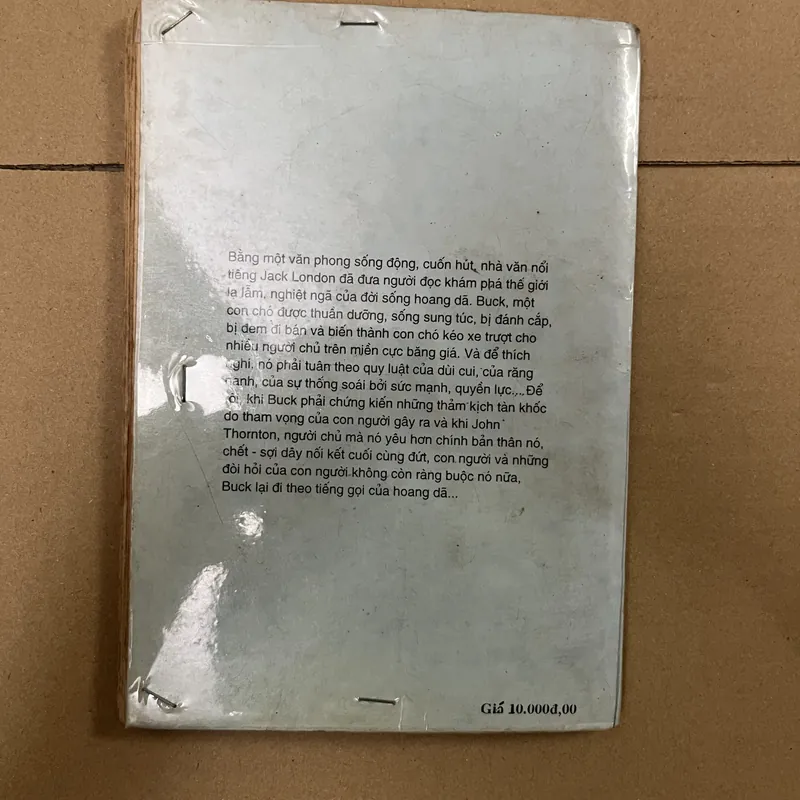 Bằng một văn phong sống động, cuốn hút, nhà văn nổi
tiếng Jack London đã đưa người đọc khám phá thế giới
lạ lẫm, nghiệt ngã của đời sống hoang dã. Buck, một
con chó được thuần dưỡng, sống sung túc, bị đánh cắp,
bị đem đi bán và biến thành con chó kéo xe trượt cho
nhiều người chủ trên miền cực băng giá. Và để thích
nghi, nó phải tuân theo quy luật của dùi cui, của răng
nanh, của sự thống soái bởi sức mạnh, quyền lực... Để
rồi, khi Buck phải chứng kiến những thảm kịch tàn khốc
do tham vọng của con người gây ra và khi John
Thornton, người chủ mà nó yêu hơn chính bản thân nó,
chết - sợi dây nối kết cuối cùng đứt, con người và những
đòi hỏi của con người không còn ràng buộc nó nữa,
Buck lại đi theo tiếng gọi của hoang dã...
Giá 10.000đ,00